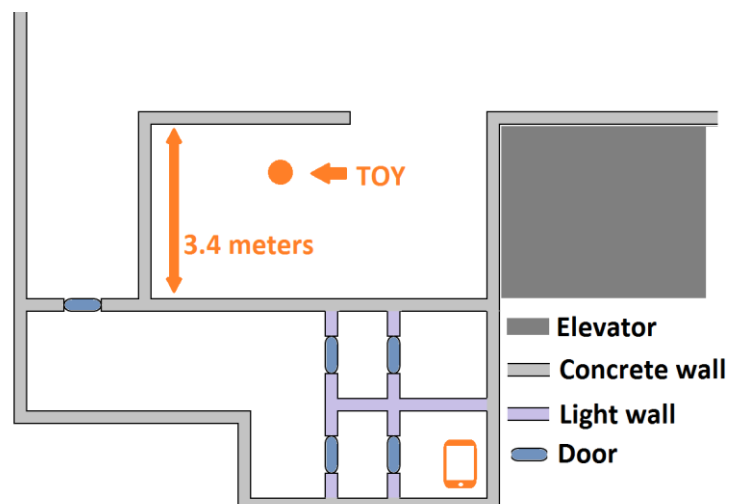 TOY
3.4 meters
Elevator
Concrete wall
Light wall
Door